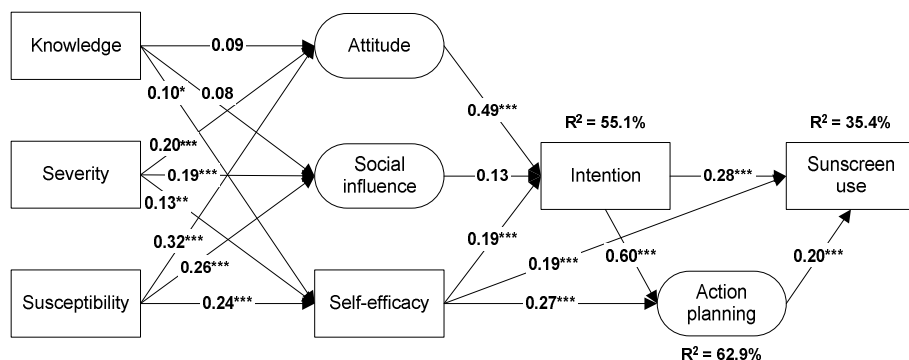 Knowledge
0.09
Attitude
0.10*
0.08
0.49***
R² = 55.1%
R² = 35.4%
0.20***
Severity
0.19***
Social
influence
0.13
Intention
0.28***
Sunscreen
use
0.13**
0.32***
0.19***
0.26***
0.19***
0.60***
0.20***
Susceptibility
0.24***
Self-efficacy
0.27***
Action
planning
R² = 62.9%